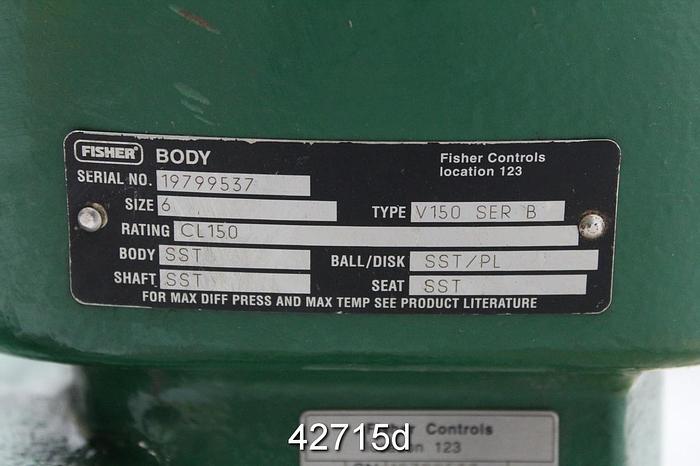 FISHER BODY
Fisher Controls
location 123
SERIAL NO. 19799537
SIZE 6 TYPE V150 SER B
RATING CL150
BODY SST BALL/DISK SST/PL
SHAFT SST SEAT SST
FOR MAX DIFF PRESS AND MAX TEMP SEE PRODUCT LITERATURE
Fisher Controls
location 123
42715d